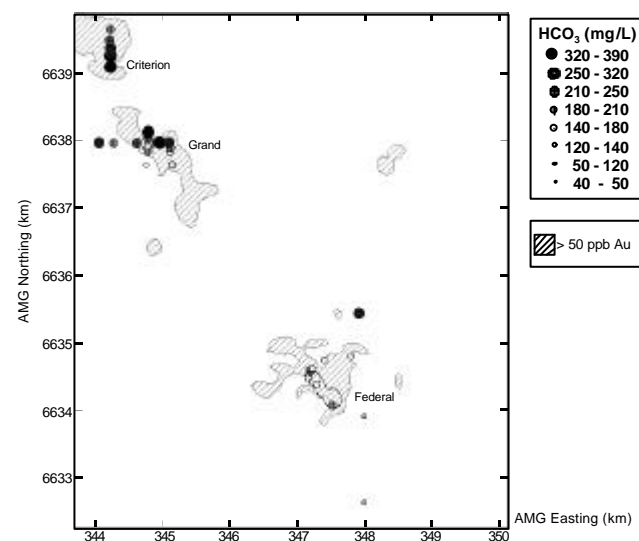 HCO3 (mg/L)
320 - 390
250 - 320
210 - 250
180 - 210
140 - 180
120 - 140
50 - 120
40 - 50
> 50 ppb Au
AMG Northing (km)
6639
6638
6637
6636
6635
6634
6633
Criterion
Grand
Federal
344
345
346
347
348
349
350
AMG Easting (km)